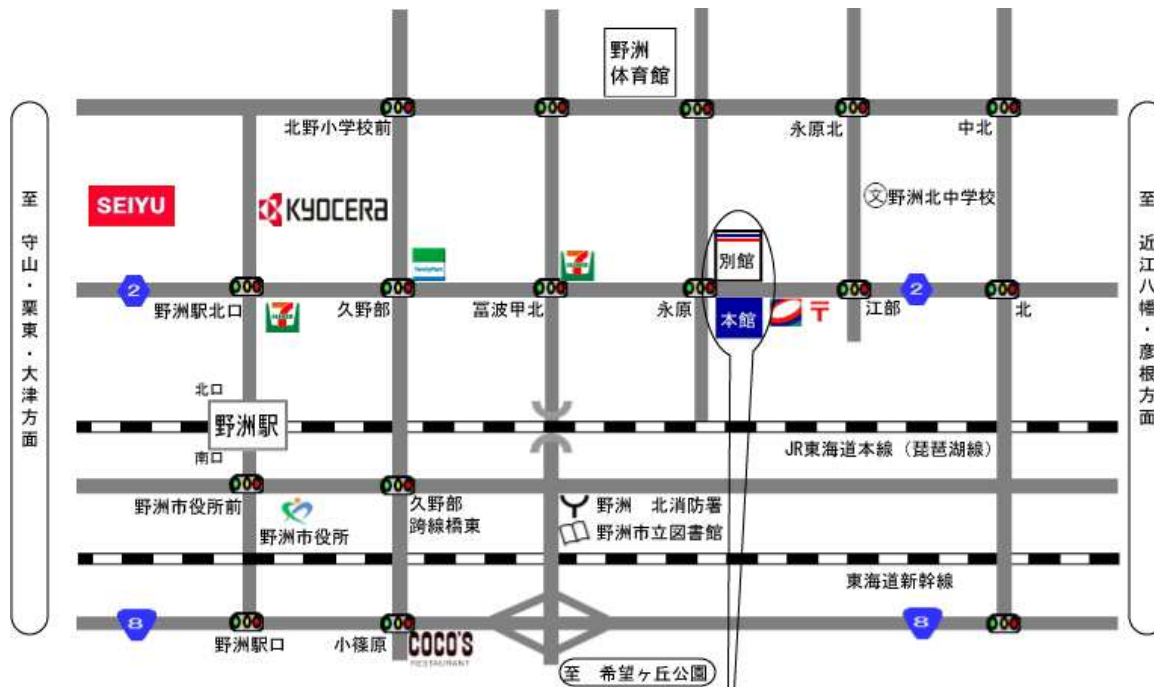 野洲
体育館
北野小学校前
永原北
中北
至 守山・栗東・大津方面
至 近江八幡・彦根方面
SEIYU
KYOCERA
文
野洲北中学校
FamilyMart
別館
2
野洲駅北口
久野部
冨波甲北
永原
本館
〒
江部
2
北
北口
野洲駅
南口
JR東海道本線（琵琶湖線）
野洲市役所前
野洲市役所
久野部
跨線橋東
野洲 北消防署
野洲市立図書館
東海道新幹線
8
野洲駅口
小篠原
COCO'S
RESTAURANT
8
至 希望ヶ丘公園